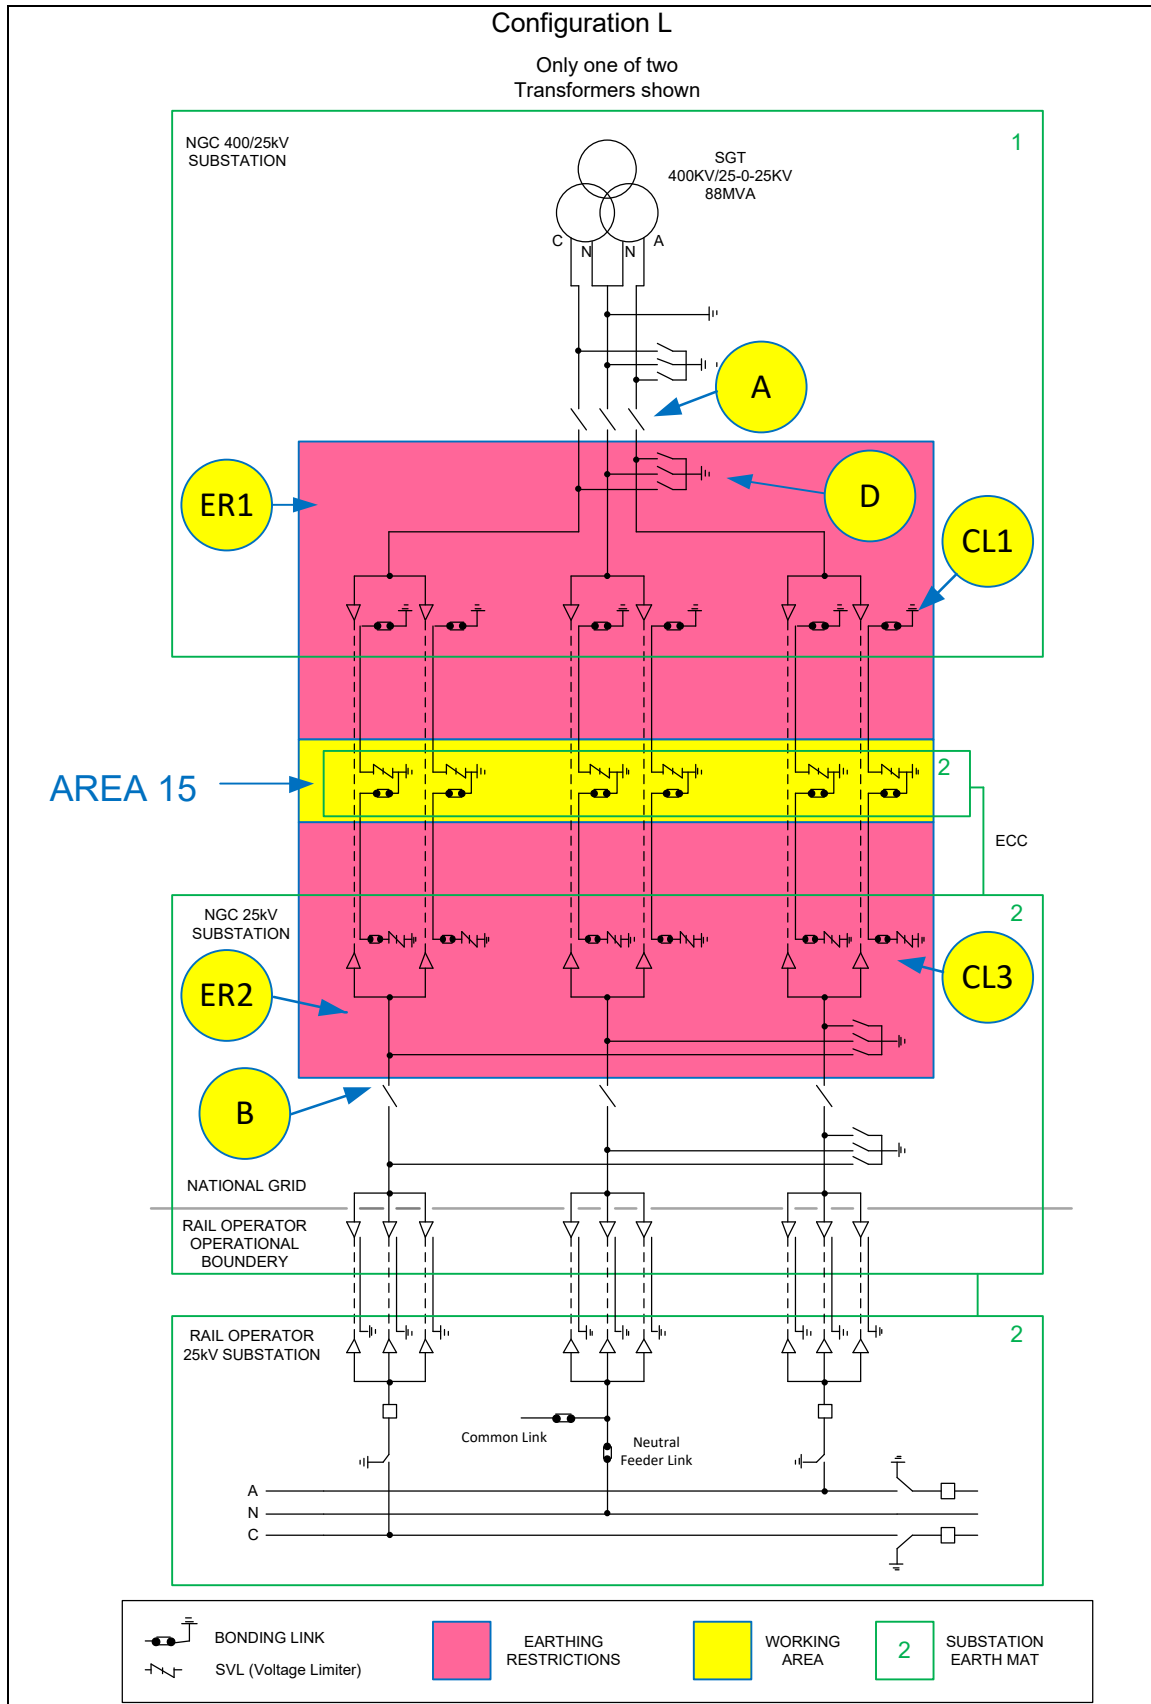 Configuration L
Only one of two
Transformers shown
NGC 400/25kV
SUBSTATION
1
SGT
400KV/25-0-25KV
88MVA
C
N
N
A
A
ER1
D
CL1
AREA 15
2
ECC
NGC 25kV
SUBSTATION
2
ER2
CL3
B
NATIONAL GRID
RAIL OPERATOR
OPERATIONAL
BOUNDERY
RAIL OPERATOR
25kV SUBSTATION
2
Common Link
Neutral
Feeder Link
A
N
C
BONDING LINK
SVL (Voltage Limiter)
EARTHING
RESTRICTIONS
WORKING
AREA
2
SUBSTATION
EARTH MAT